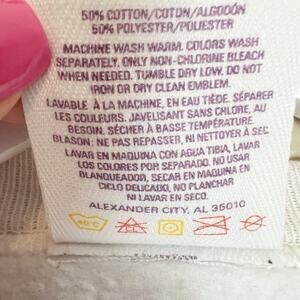 50% COTTON/COTON/ALGODÓN
50% POLYESTER/POLIESTER
MACHINE WASH WARM. COLORS WASH
SEPARATELY. ONLY NON-CHLORINE BLEACH
WHEN NEEDED. TUMBLE DRY LOW. DO NOT
IRON OR DRY CLEAN EMBLEM.
LAVABLE À LA MACHINE, EN EAU TIÈDE. SÉPARER
LES COULEURS. JAVELISANT SANS CHLORE, AU
BESOIN. SÉCHER À BASSE TEMPÉRATURE
BLASON: NE PAS REPASSER, NI NETTOYER À SEC
LAVAR EN MAQUINA CON AGUA TIBIA, LAVAR
LOS COLORES POR SEPARADO. NO USAR
BLANQUEADOR, SECAR EN MAQUINA EN
CICLO DELICADO, NO PLANCHAR
NI LAVAR EN SECO.
ALEXANDER CITY, AL 35010
40°C CL